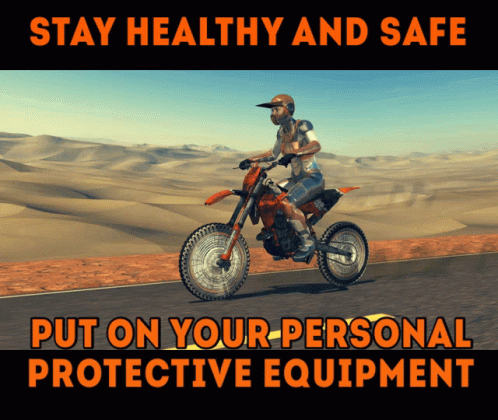 STAY HEALTHY AND SAFE
PUT ON YOUR PERSONAL
PROTECTIVE EQUIPMENT